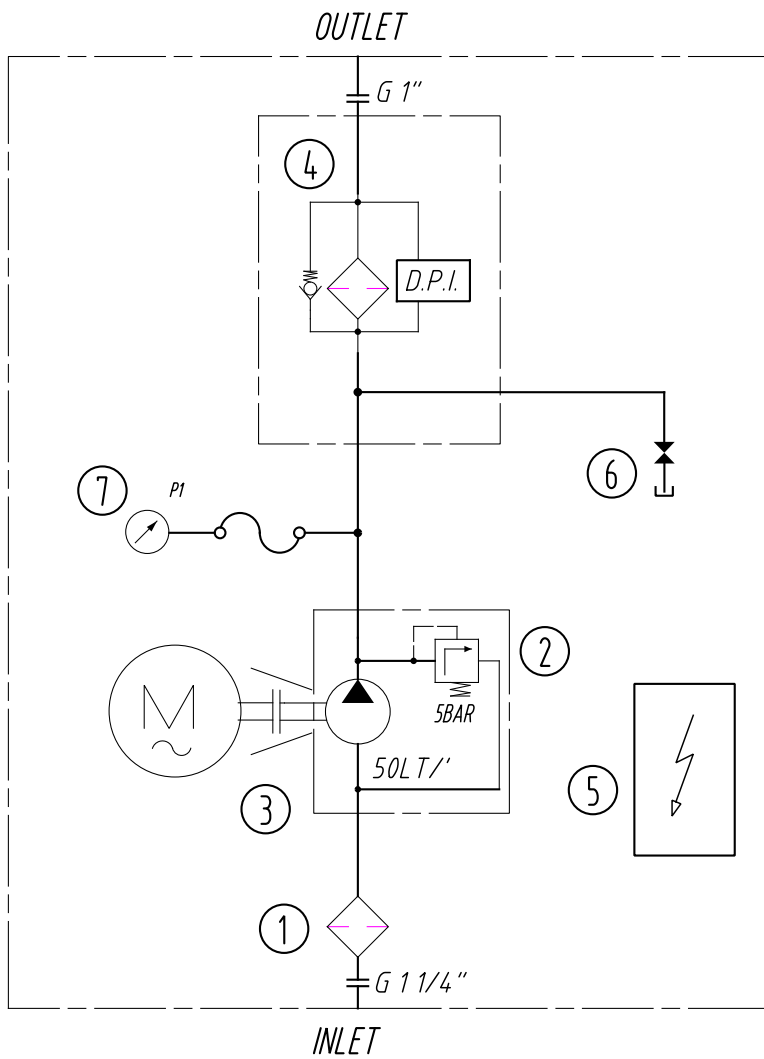 OUTLET
G 1"
4
D.P.I.
6
7
P1
2
M
5BAR
50LT/'
5
3
1
G 1 1/4"
INLET